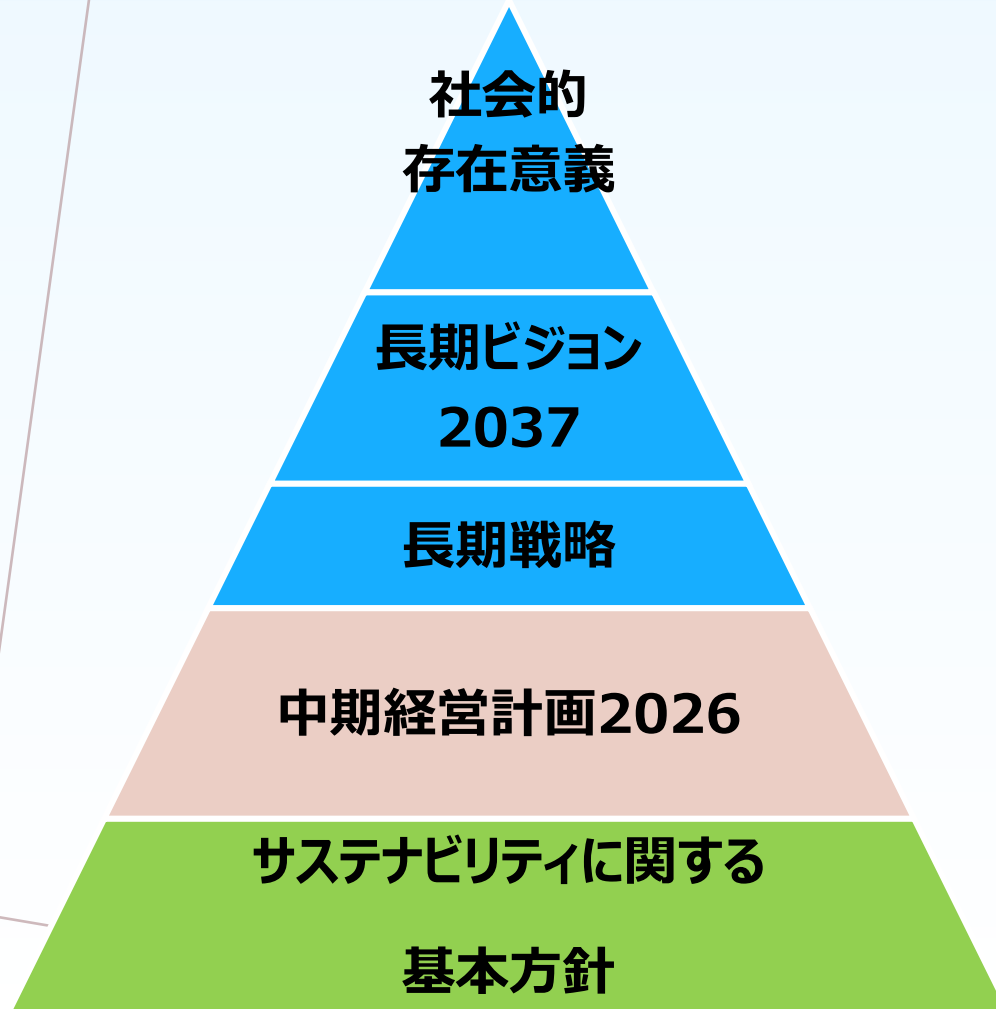 社会的
存在意義
長期ビジョン
2037
長期戦略
中期経営計画2026
サステナビリティに関する
基本方針